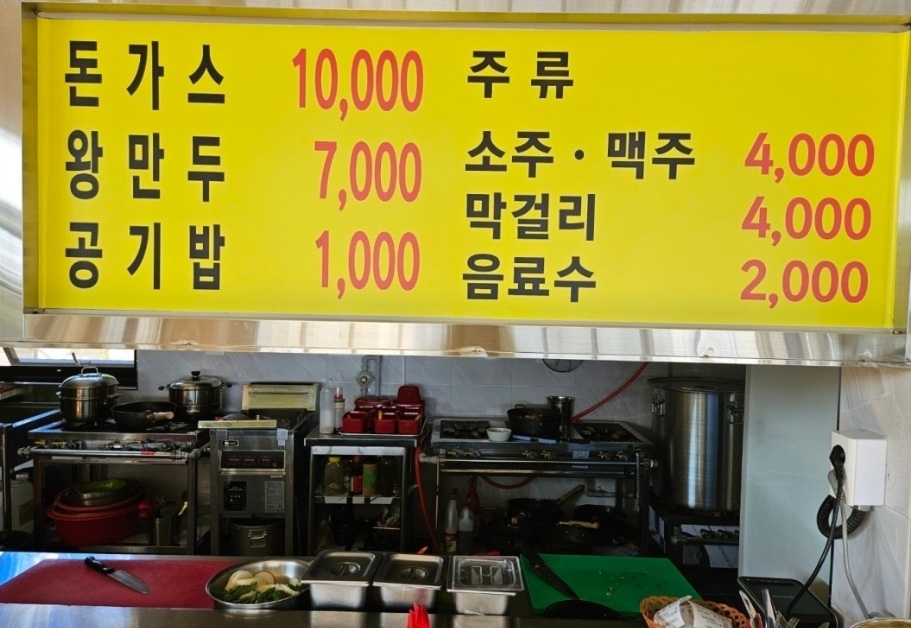 돈가스 10,000
왕만두 7,000
공기밥 1,000
주류
소주·맥주 4,000
막걸리 4,000
음료수 2,000